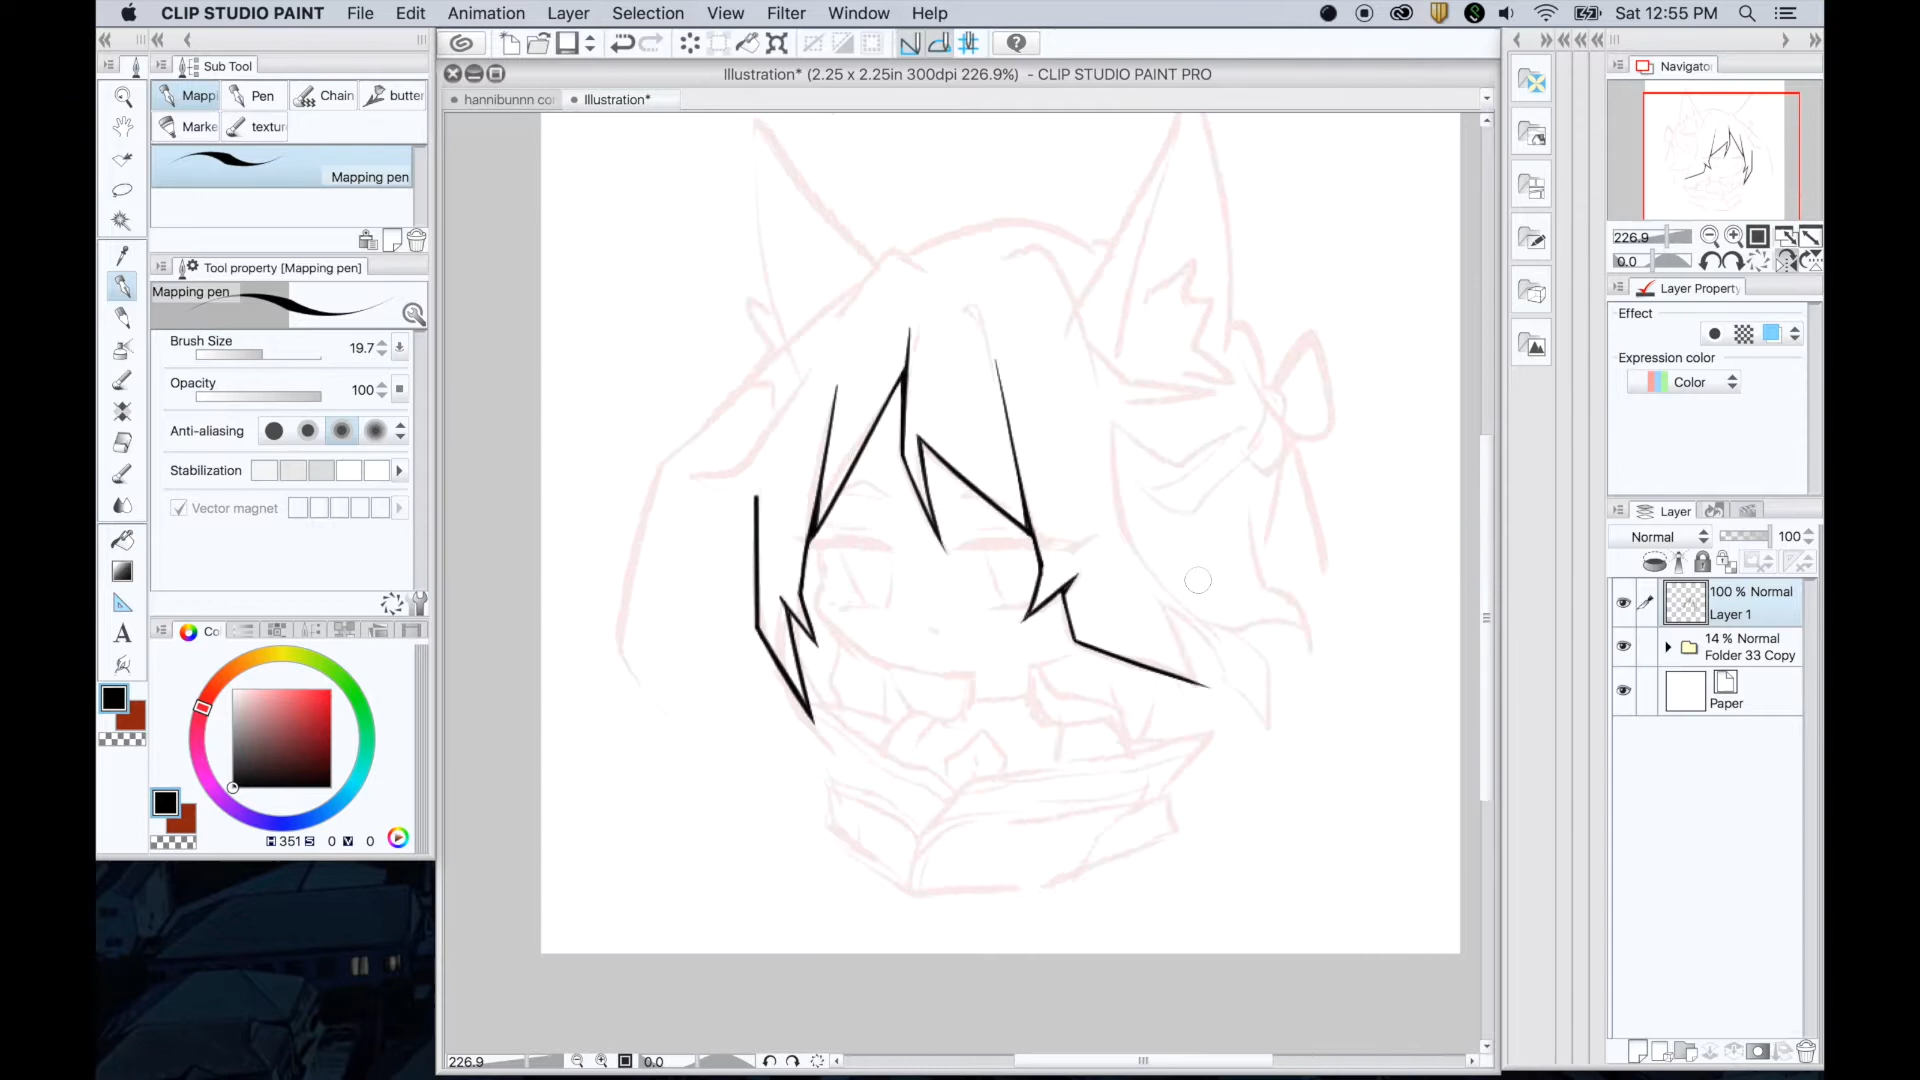 CLIP STUDIO PAINT File Edit Animation Layer Selection View Filter Window Help Sat 12:55 PM
Sub Tool
Mappi Pen Chain butter
Marke textur
Mapping pen
Tool property [Mapping pen]
Mapping pen
Brush Size 19.7
Opacity 100
Anti-aliasing
Stabilization
Vector magnet
Co
H 351 S 0 V 0
Illustration* (2.25 x 2.25in 300dpi 226.9%) - CLIP STUDIO PAINT PRO
hannibunnn co Illustration*
226.9 0.0
Navigator
226.9
0.0
Layer Property
Effect
Expression color
Color
Layer
Normal 100
100 % Normal
Layer 1
14 % Normal
Folder 33 Copy
Paper